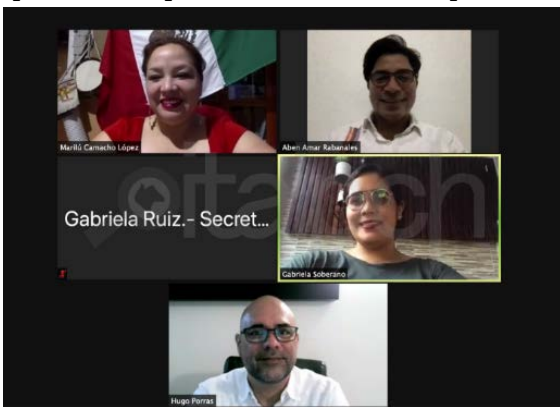 Marilú Camacho López
Aben Amar Rabanales
Gabriela Ruiz.- Secret...
Gabriela Soberano
Hugo Porras